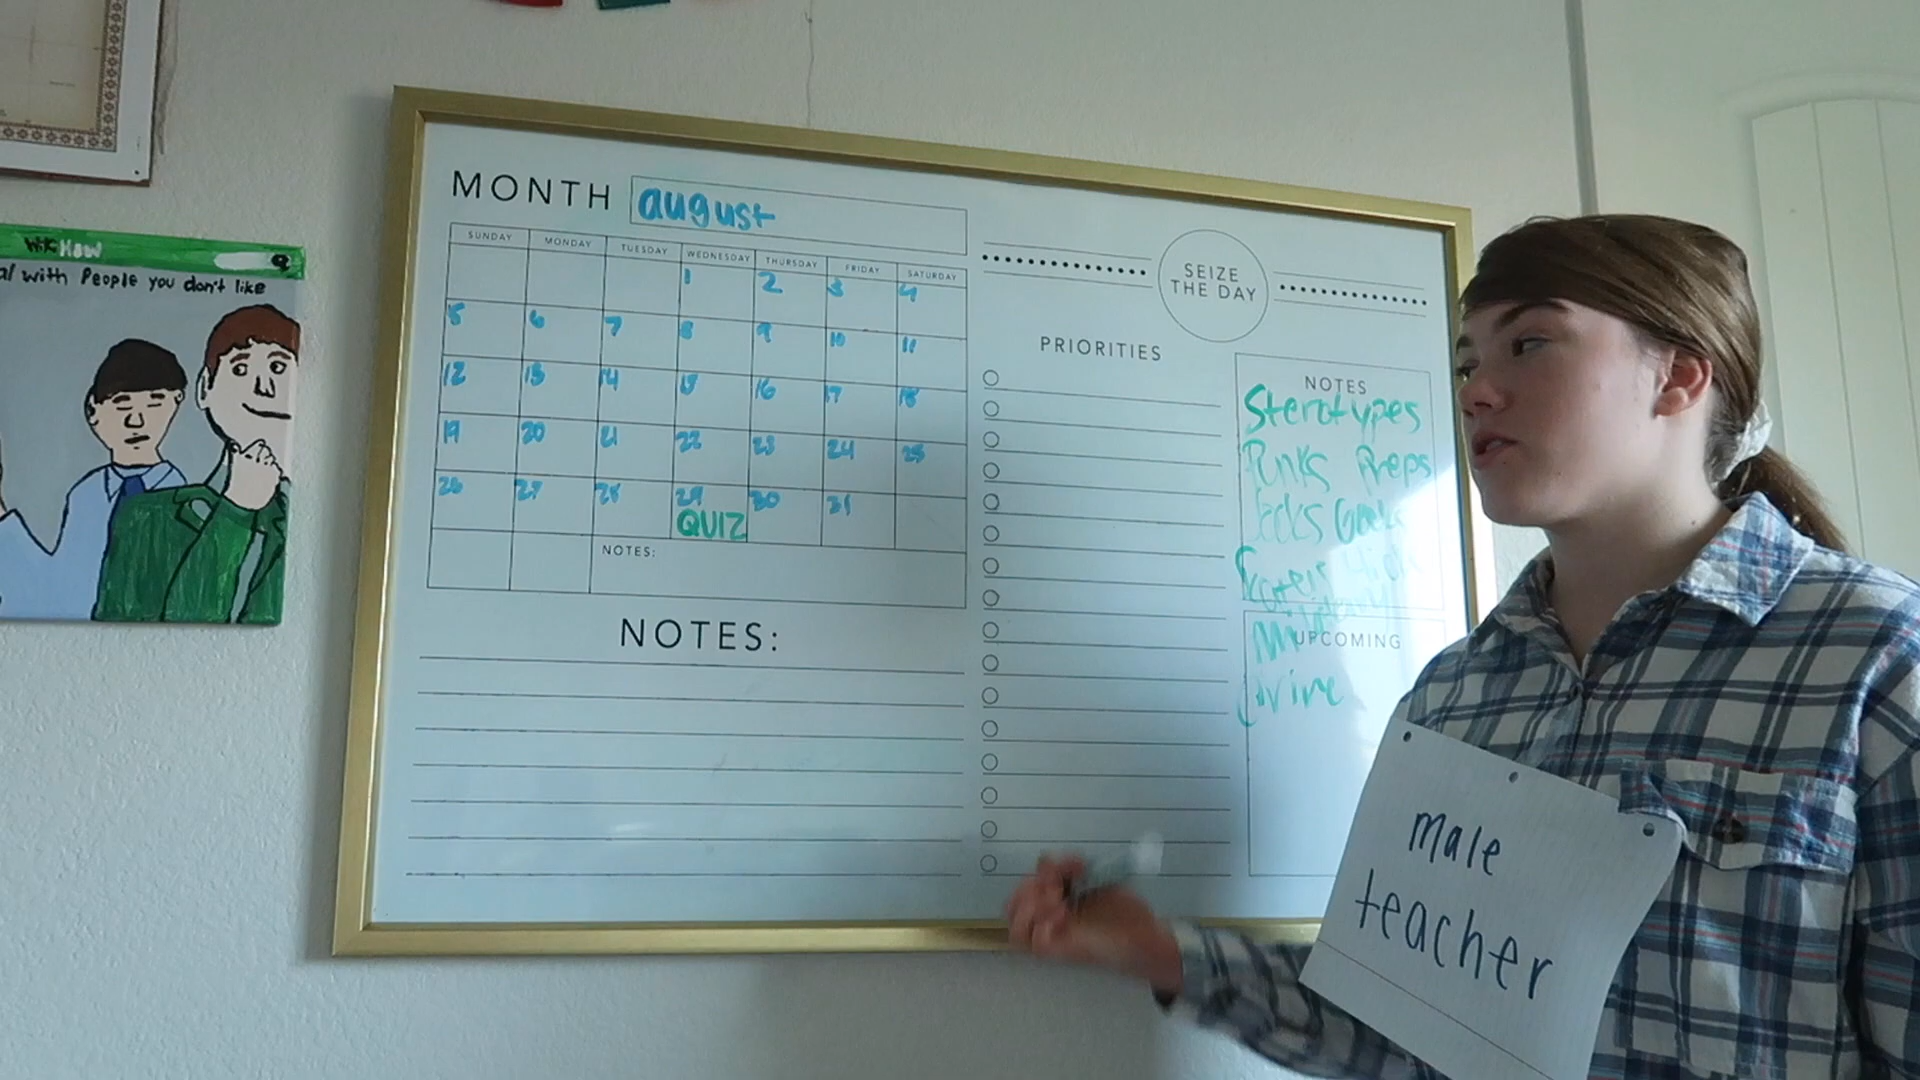 wikHow
al with People you don't like
MONTH august
SUNDAY MONDAY TUESDAY WEDNESDAY THURSDAY FRIDAY SATURDAY
1 2 3 4
5 6 7 8 9 10 11
12 13 14 15 16 17 18
19 20 21 22 23 24 25
26 27 28 29 30 31
QUIZ
NOTES:
NOTES:
SEIZE
THE DAY
PRIORITIES
NOTES
Sterotypes
Punks Preps
Jocks Geeks
UPCOMING
male
teacher